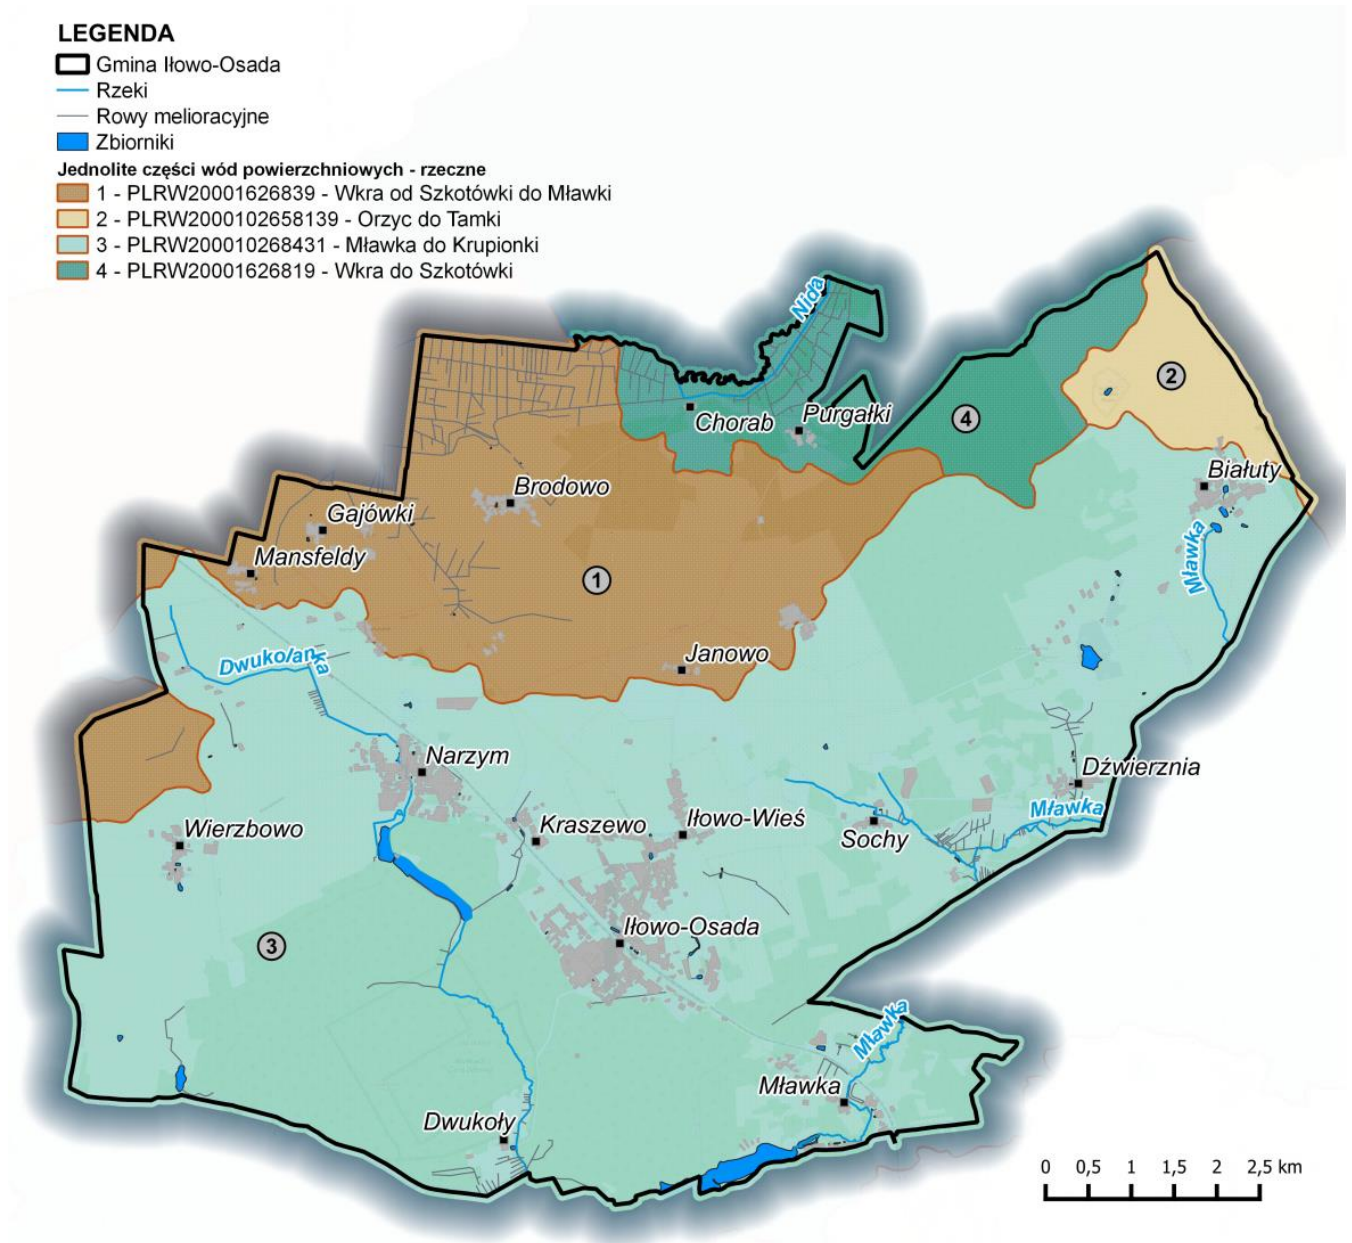 LEGENDA
Gmina Iłowo-Osada
Rzeki
Rowy melioracyjne
Zbiorniki
Jednolite części wód powierzchniowych - rzeczne
1 - PLRW20001626839 - Wkra od Szkotówki do Mławki
2 - PLRW2000102658139 - Orzyc do Tamki
3 - PLRW200010268431 - Mławka do Krupionki
4 - PLRW20001626819 - Wkra do Szkotówki
Nida
2
Chorab
Purgałki
4
Białuty
Brodowo
Gajówki
Mansfeldy
1
Mławka
Dwukolanka
Janowo
Narzym
Dźwierznia
Mławka
Wierzbowo
Kraszewo
Iłowo-Wieś
Sochy
3
Iłowo-Osada
Mławka
Mławka
Dwukoły
0 0,5 1 1,5 2 2,5 km